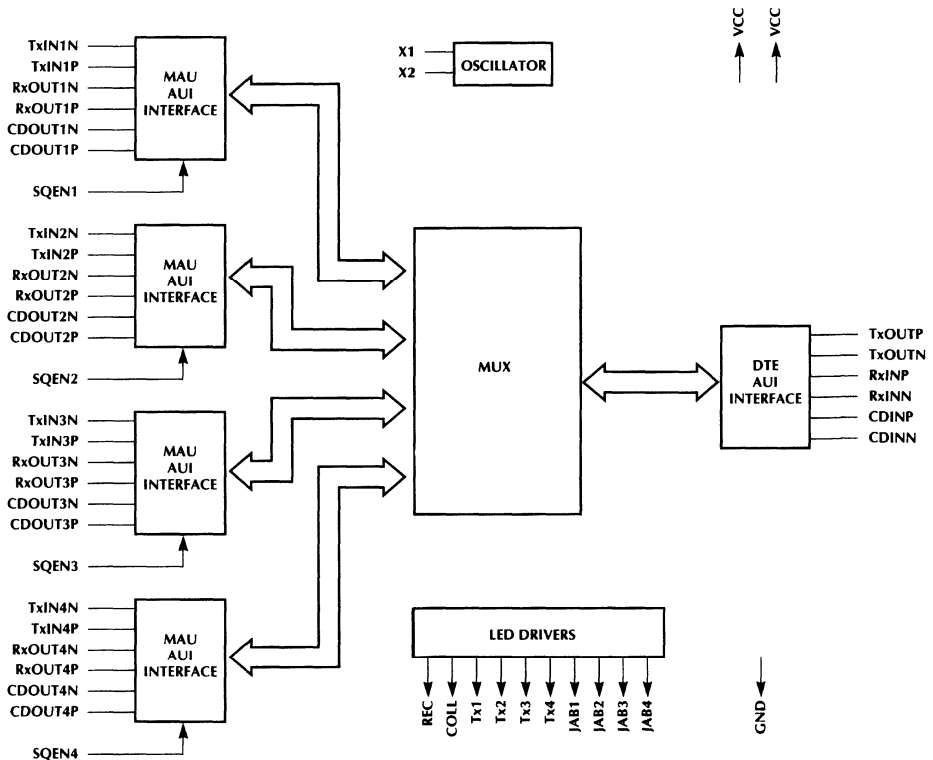 TxIN1N
TxIN1P
RxOUT1N
RxOUT1P
CDOUT1N
CDOUT1P
SQEN1
MAU
AUI
INTERFACE
TxIN2N
TxIN2P
RxOUT2N
RxOUT2P
CDOUT2N
CDOUT2P
SQEN2
MAU
AUI
INTERFACE
TxIN3N
TxIN3P
RxOUT3N
RxOUT3P
CDOUT3N
CDOUT3P
SQEN3
MAU
AUI
INTERFACE
TxIN4N
TxIN4P
RxOUT4N
RxOUT4P
CDOUT4N
CDOUT4P
SQEN4
MAU
AUI
INTERFACE
X1
X2
OSCILLATOR
VCC
VCC
MUX
DTE
AUI
INTERFACE
TxOUTP
TxOUTN
RxINP
RxINN
CDINP
CDINN
LED DRIVERS
REC
COLL
Tx1
Tx2
Tx3
Tx4
JAB1
JAB2
JAB3
JAB4
GND